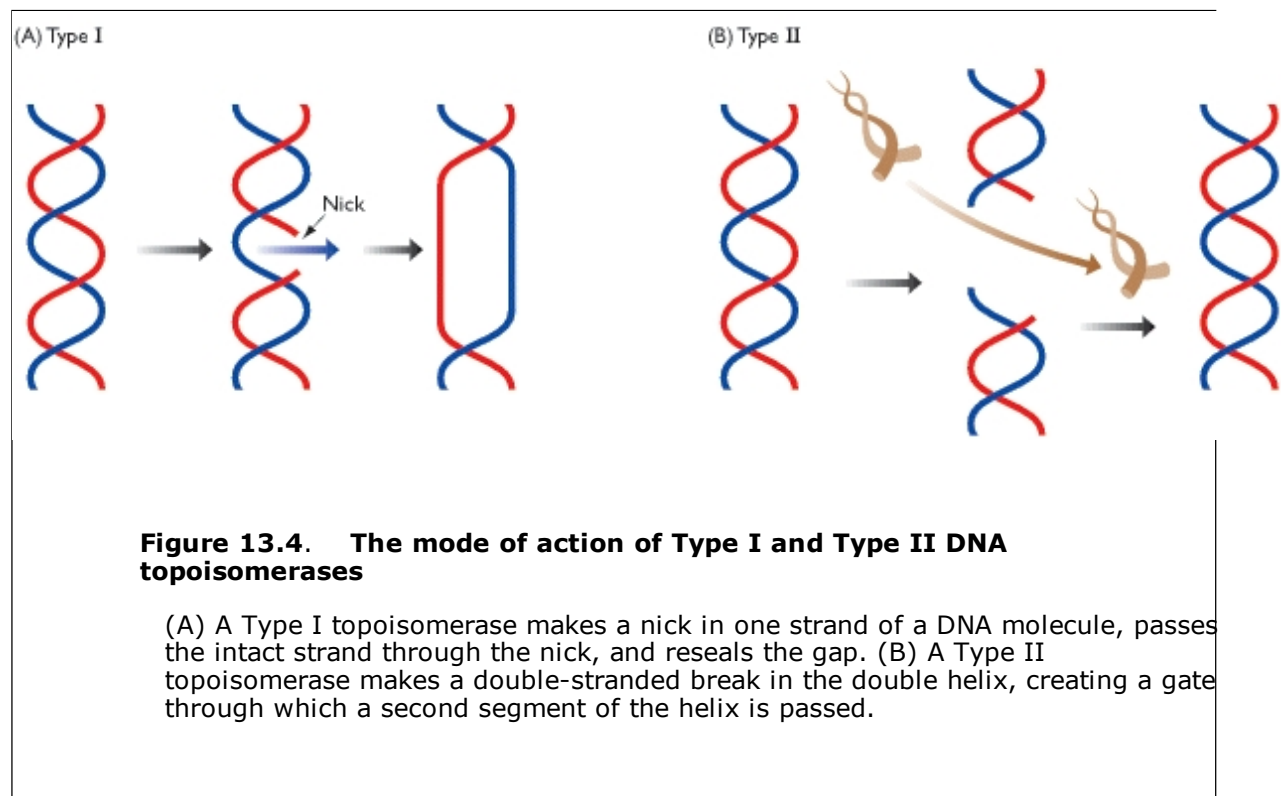 (A) Type I
(B) Type II
Nick
Figure 13.4. The mode of action of Type I and Type II DNA
topoisomerases
(A) A Type I topoisomerase makes a nick in one strand of a DNA molecule, passes
the intact strand through the nick, and reseals the gap. (B) A Type II
topoisomerase makes a double-stranded break in the double helix, creating a gate
through which a second segment of the helix is passed.